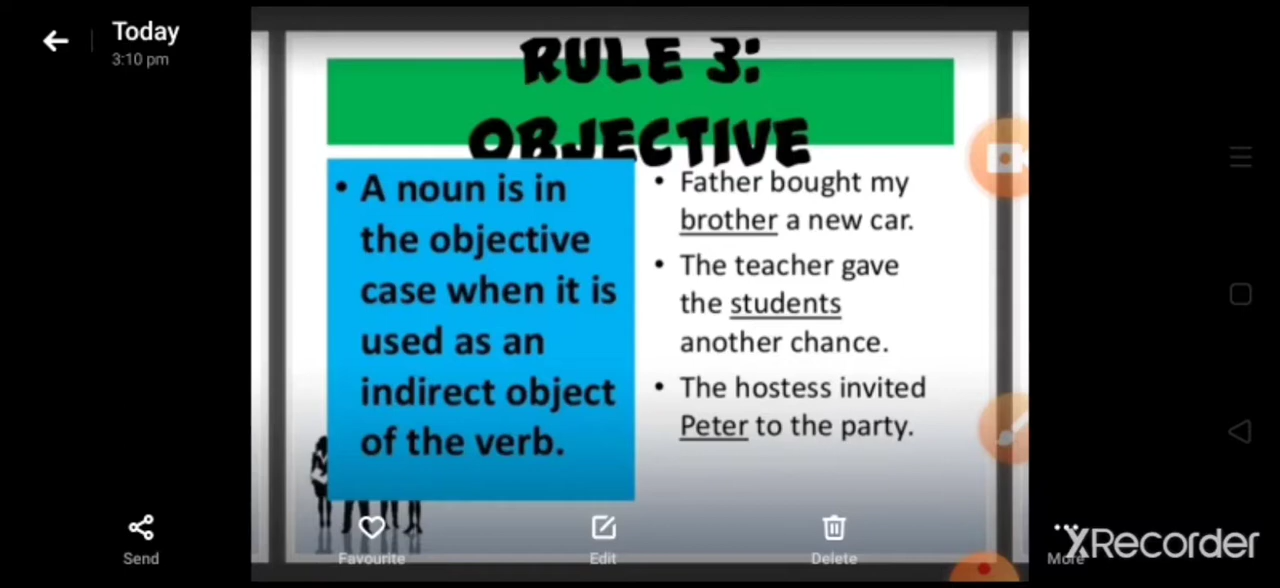 Today
3:10 pm
RULE 3:
OBJECTIVE
• A noun is in
the objective
case when it is
used as an
indirect object
of the verb.
• Father bought my
brother a new car.
• The teacher gave
the students
another chance.
• The hostess invited
Peter to the party.
Send
Favourite
Edit
Delete
More
XRecorder